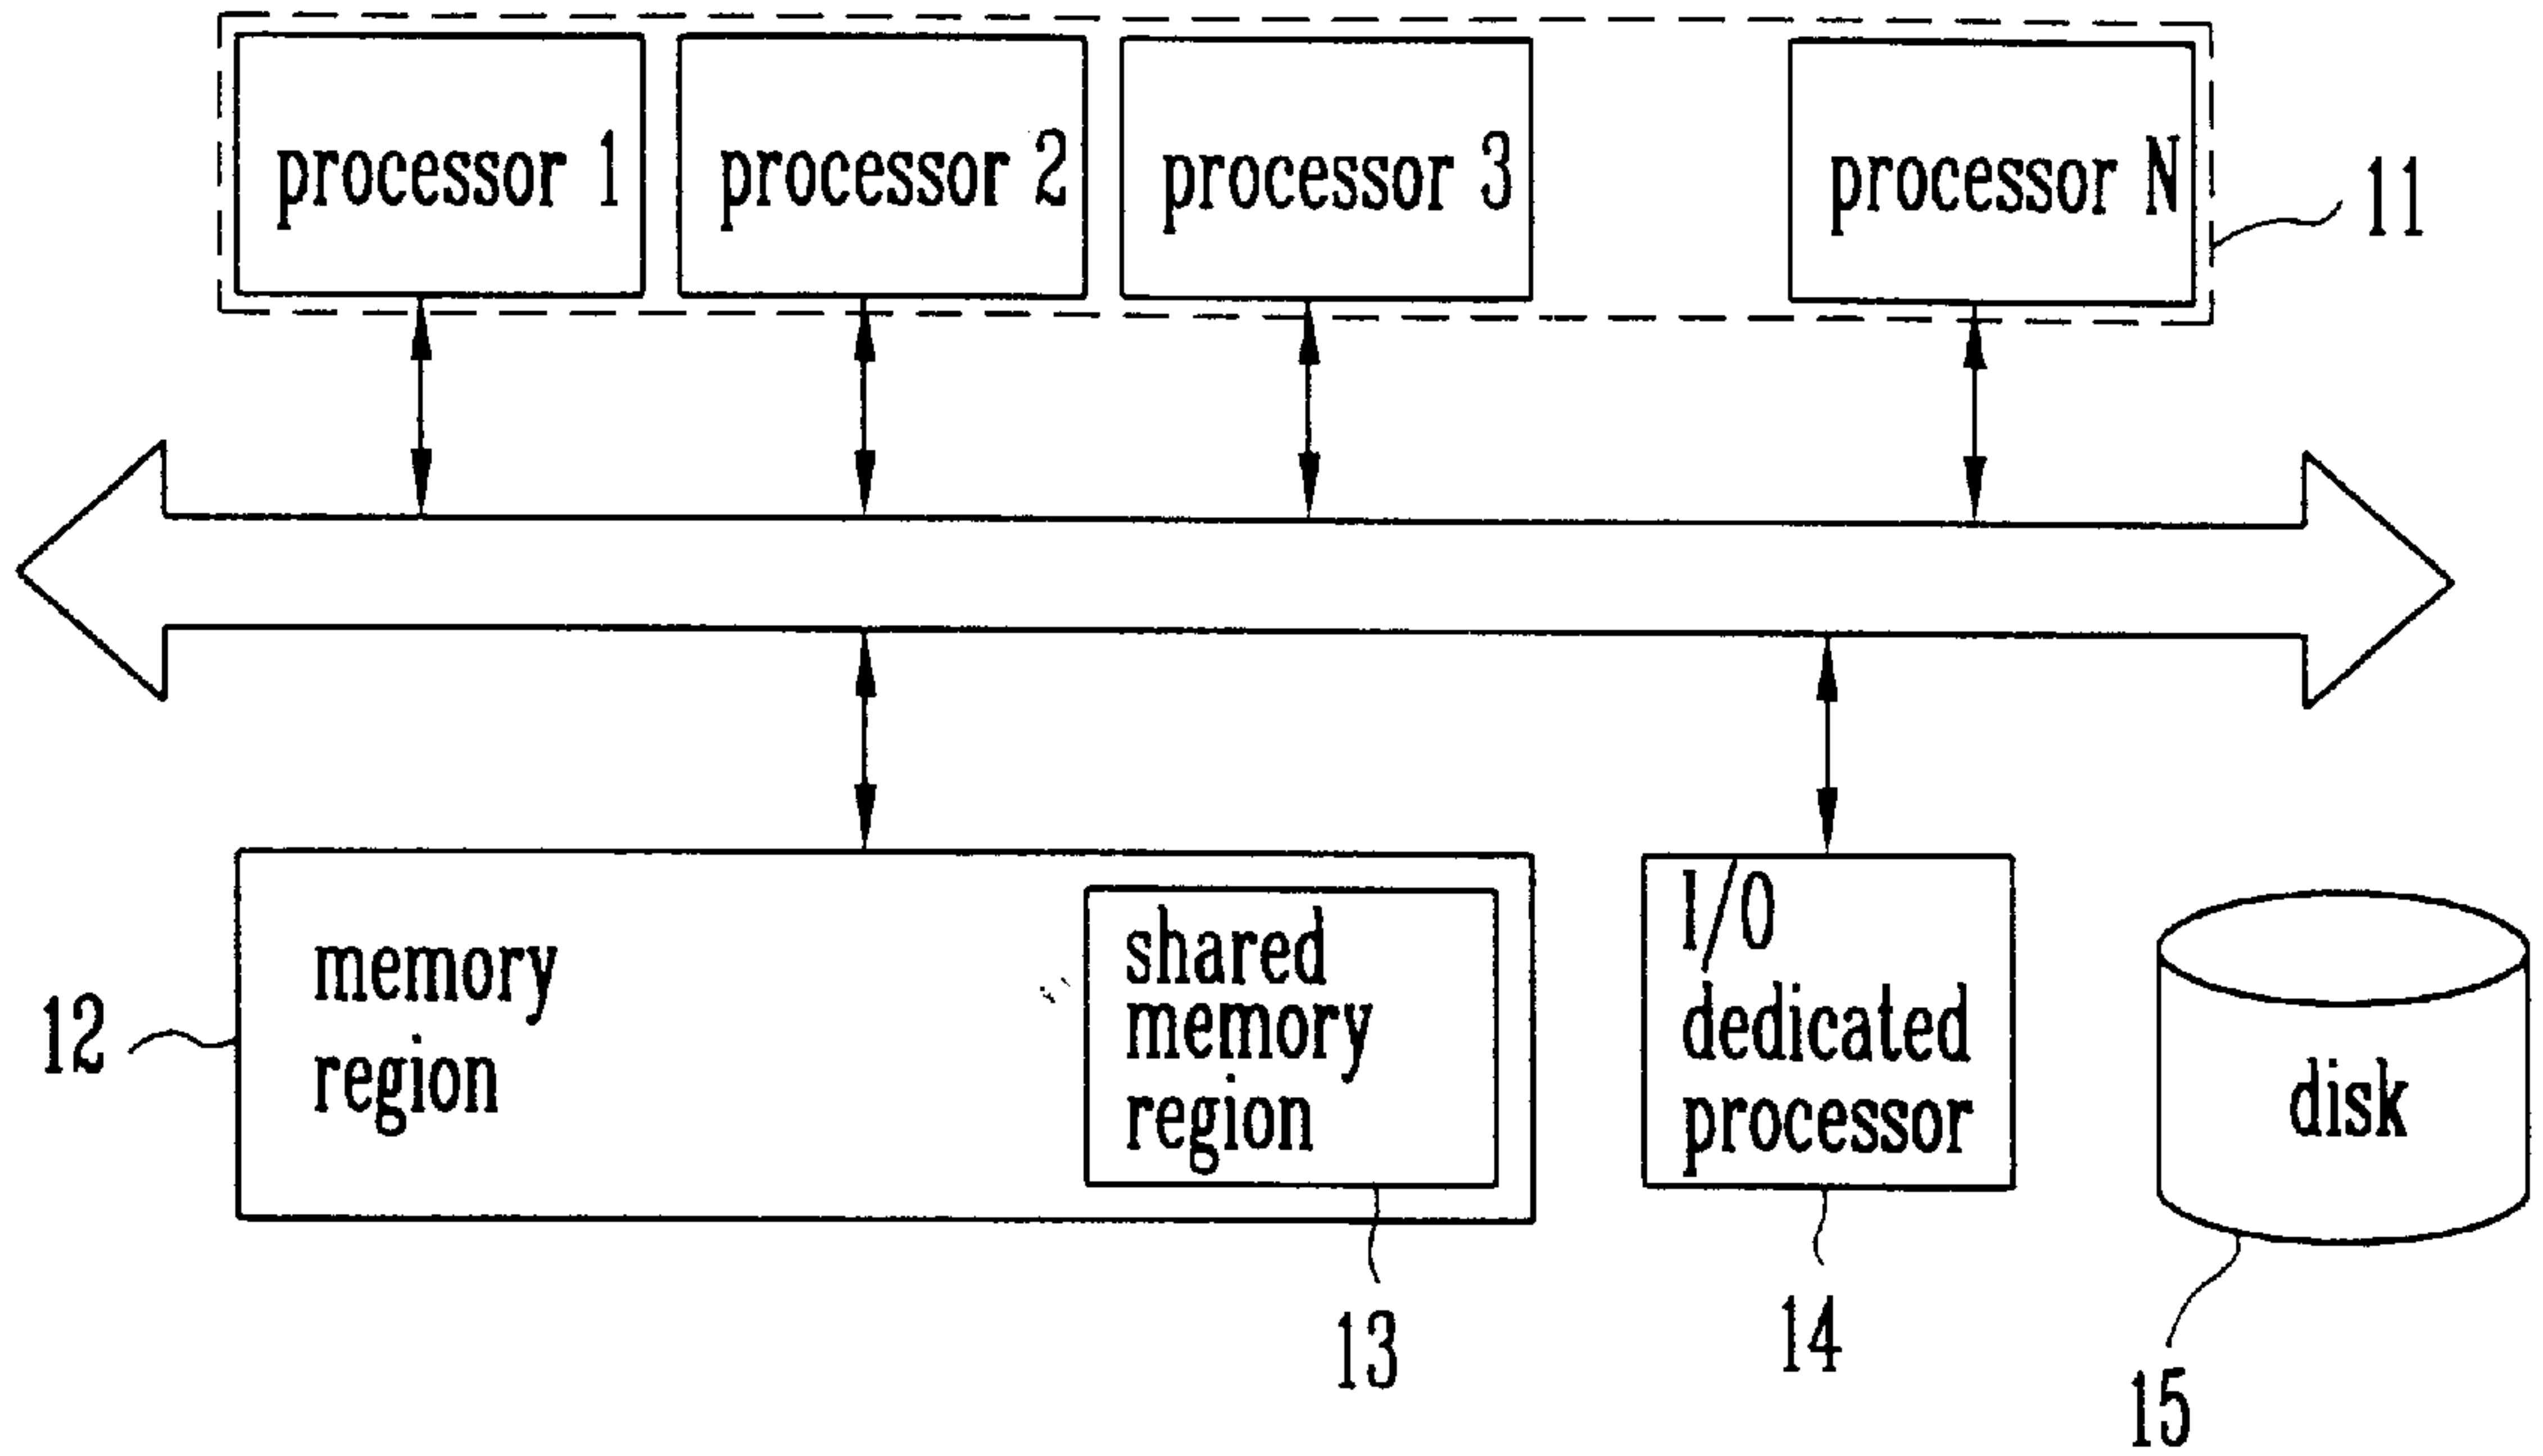 processor 1
processor 2
processor 3
processor N
11
memory
region
12
shared
memory
region
13
I/O
dedicated
processor
14
disk
15